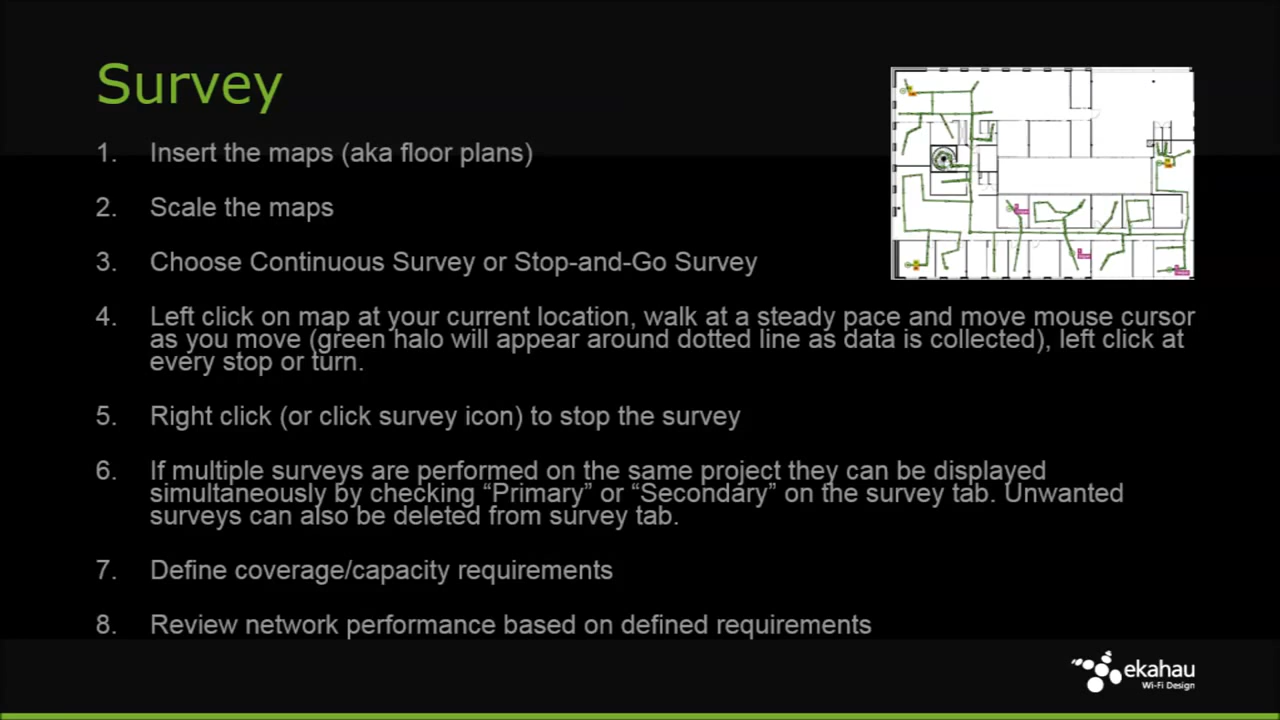 Survey
1. Insert the maps (aka floor plans)
2. Scale the maps
3. Choose Continuous Survey or Stop-and-Go Survey
4. Left click on map at your current location, walk at a steady pace and move mouse cursor
as you move (green halo will appear around dotted line as data is collected), left click at
every stop or turn.
5. Right click (or click survey icon) to stop the survey
6. If multiple surveys are performed on the same project they can be displayed
simultaneously by checking “Primary” or “Secondary” on the survey tab. Unwanted
surveys can also be deleted from survey tab.
7. Define coverage/capacity requirements
8. Review network performance based on defined requirements
ekahau
Wi-Fi Design